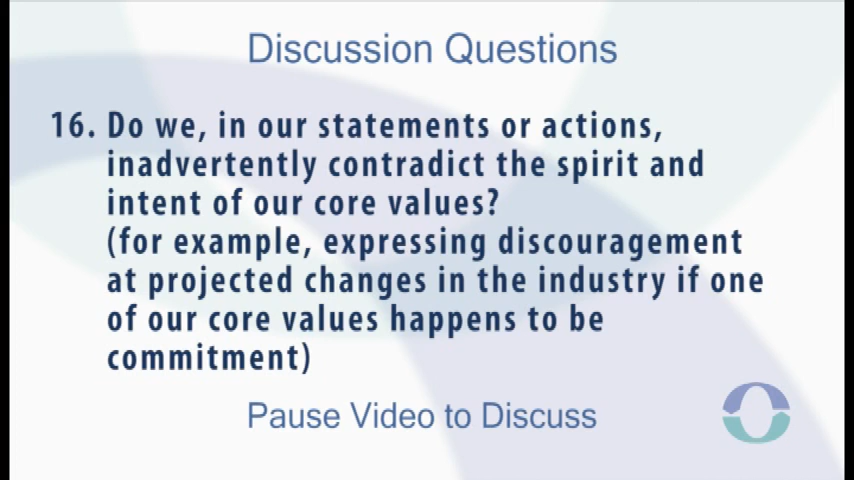 Discussion Questions
16. Do we, in our statements or actions,
inadvertently contradict the spirit and
intent of our core values?
(for example, expressing discouragement
at projected changes in the industry if one
of our core values happens to be
commitment)
Pause Video to Discuss